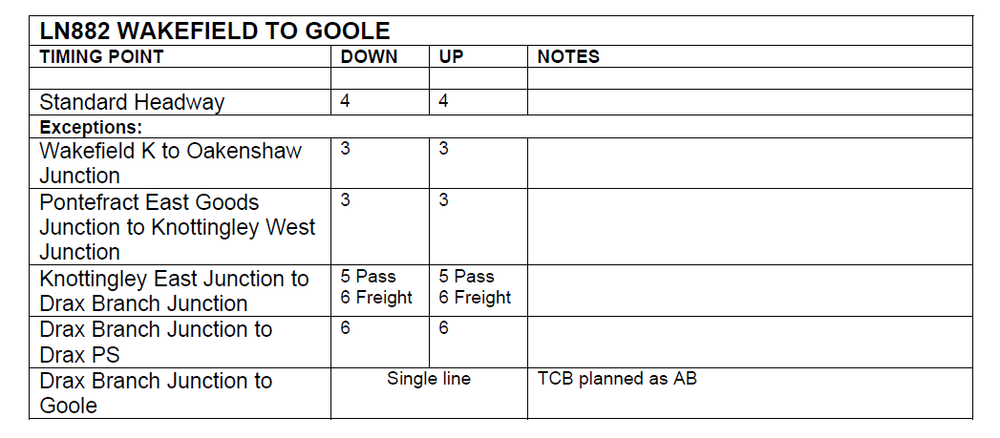 LN882 WAKEFIELD TO GOOLE
TIMING POINT DOWN UP NOTES
Standard Headway 4 4
Exceptions:
Wakefield K to Oakenshaw 3 3
Junction
Pontefract East Goods 3 3
Junction to Knottingley West
Junction
Knottingley East Junction to 5 Pass 5 Pass
Drax Branch Junction 6 Freight 6 Freight
Drax Branch Junction to 6 6
Drax PS
Drax Branch Junction to Single line TCB planned as AB
Goole